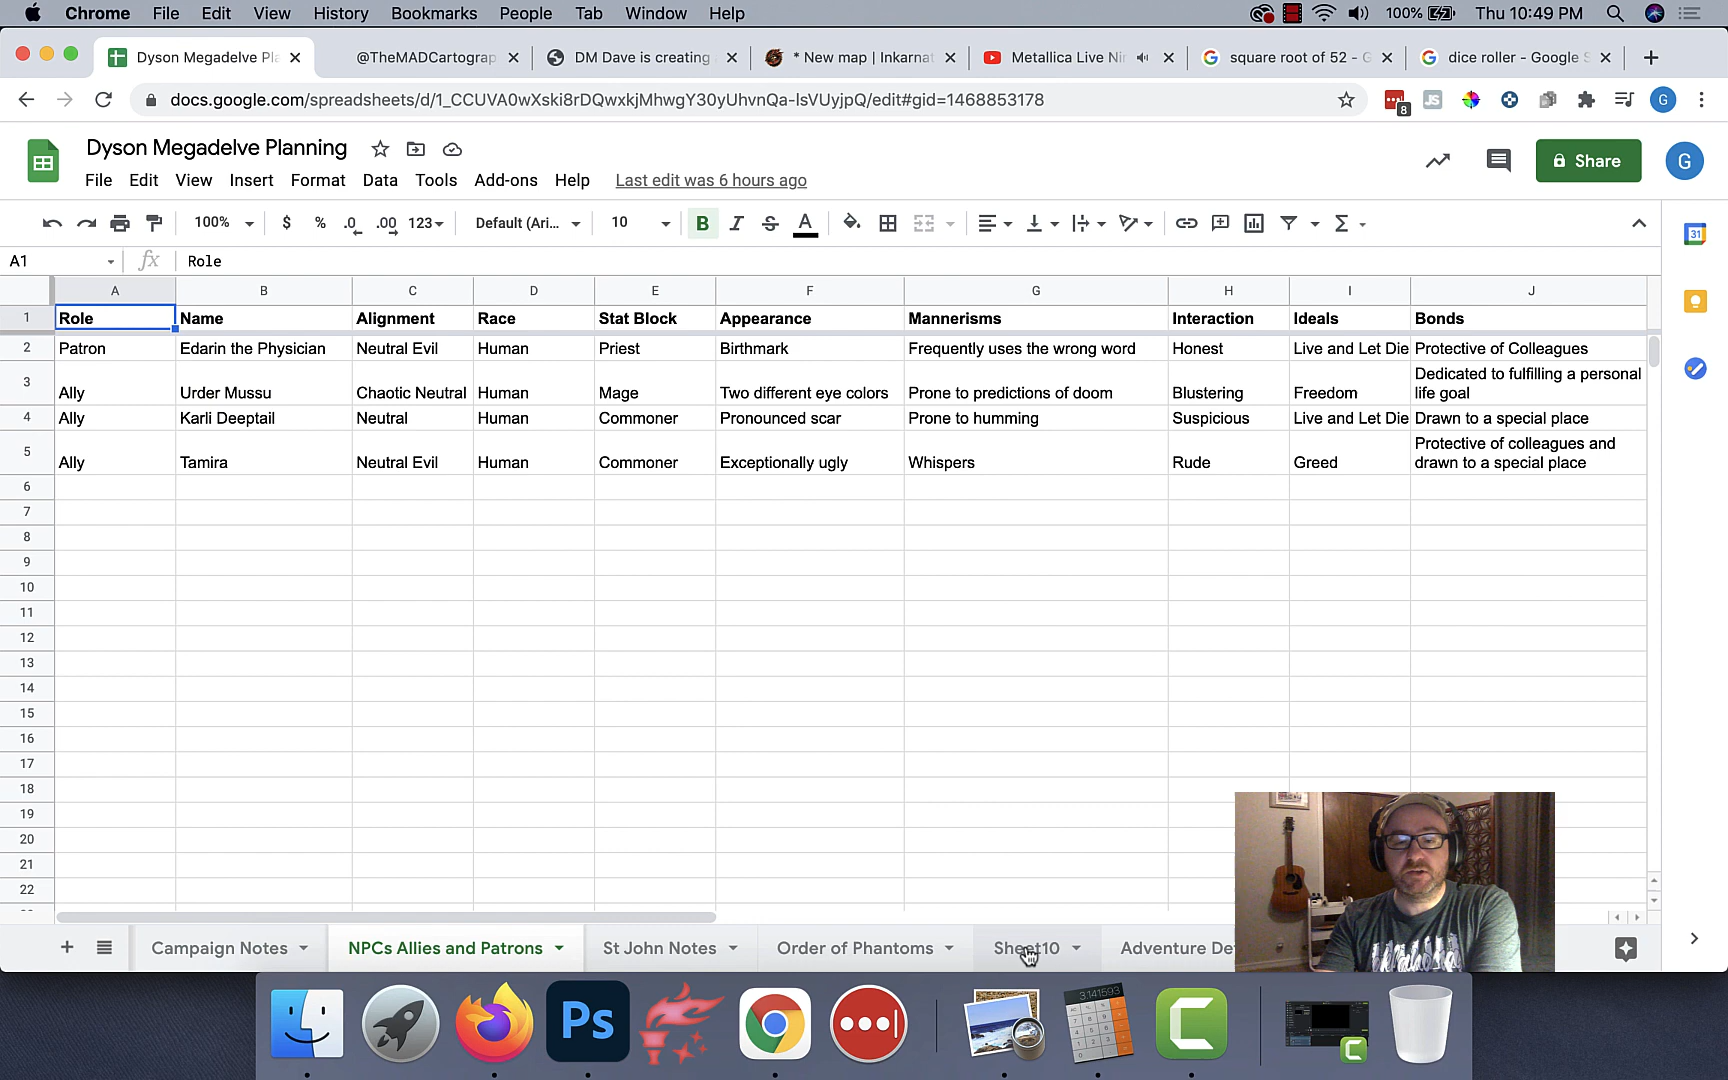 Chrome File Edit View History Bookmarks People Tab Window Help 100% Thu 10:49 PM
Dyson Megadelve Pl @TheMADCartograp DM Dave is creating * New map | Inkarnat Metallica Live Ni square root of 52 - G dice roller - Google S
docs.google.com/spreadsheets/d/1_CCUVA0wXski8rDQwxkjMhwgY30yUhvnQa-IsVUyjpQ/edit#gid=1468853178 8 JS G
Dyson Megadelve Planning
Share G
File Edit View Insert Format Data Tools Add-ons Help Last edit was 6 hours ago
100% $ % .0 .00 123 Default (Ari... 10 B I S A Σ
31
A1 fx Role
A B C D E F G H I J
1 Role Name Alignment Race Stat Block Appearance Mannerisms Interaction Ideals Bonds
2 Patron Edarin the Physician Neutral Evil Human Priest Birthmark Frequently uses the wrong word Honest Live and Let Die Protective of Colleagues
3 Ally Urder Mussu Chaotic Neutral Human Mage Two different eye colors Prone to predictions of doom Blustering Freedom Dedicated to fulfilling a personal
life goal
4 Ally Karli Deeptail Neutral Human Commoner Pronounced scar Prone to humming Suspicious Live and Let Die Drawn to a special place
5 Ally Tamira Neutral Evil Human Commoner Exceptionally ugly Whispers Rude Greed Protective of colleagues and
drawn to a special place
6
7
8
9
10
11
12
13
14
15
16
17
18
19
20
21
22
Campaign Notes NPCs Allies and Patrons St John Notes Order of Phantoms Sheet10 Adventure De
Ps
3.141593
C